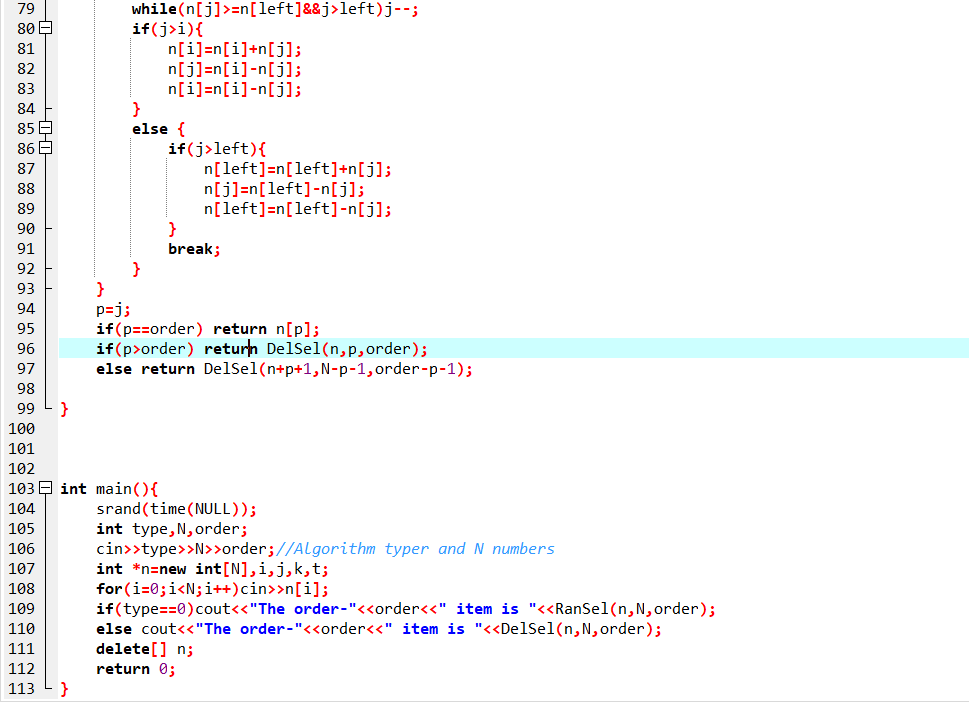 79 while(n[j]>=n[left]&&j>left)j--;
80 if(j>i){
81 n[i]=n[i]+n[j];
82 n[j]=n[i]-n[j];
83 n[i]=n[i]-n[j];
84 }
85 else {
86 if(j>left){
87 n[left]=n[left]+n[j];
88 n[j]=n[left]-n[j];
89 n[left]=n[left]-n[j];
90 }
91 break;
92 }
93 }
94 p=j;
95 if(p==order) return n[p];
96 if(p>order) return DelSel(n,p,order);
97 else return DelSel(n+p+1,N-p-1,order-p-1);
98
99 }
100
101
102
103 int main(){
104 srand(time(NULL));
105 int type,N,order;
106 cin>>type>>N>>order;//Algorithm typer and N numbers
107 int *n=new int[N],i,j,k,t;
108 for(i=0;i<N;i++)cin>>n[i];
109 if(type==0)cout<<"The order-"<<order<<" item is "<<RanSel(n,N,order);
110 else cout<<"The order-"<<order<<" item is "<<DelSel(n,N,order);
111 delete[] n;
112 return 0;
113 }